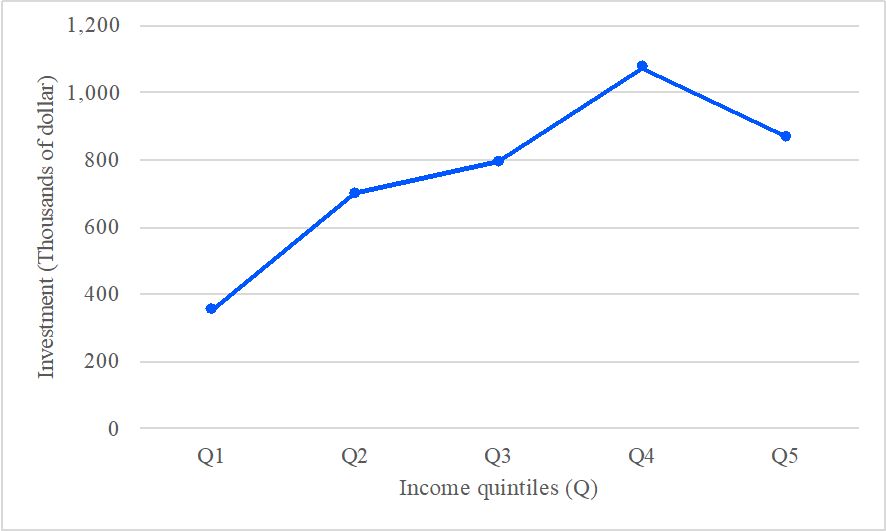 1,200
1,000
800
600
400
200
0
Investment (Thousands of dollar)
Q1 Q2 Q3 Q4 Q5
Income quintiles (Q)